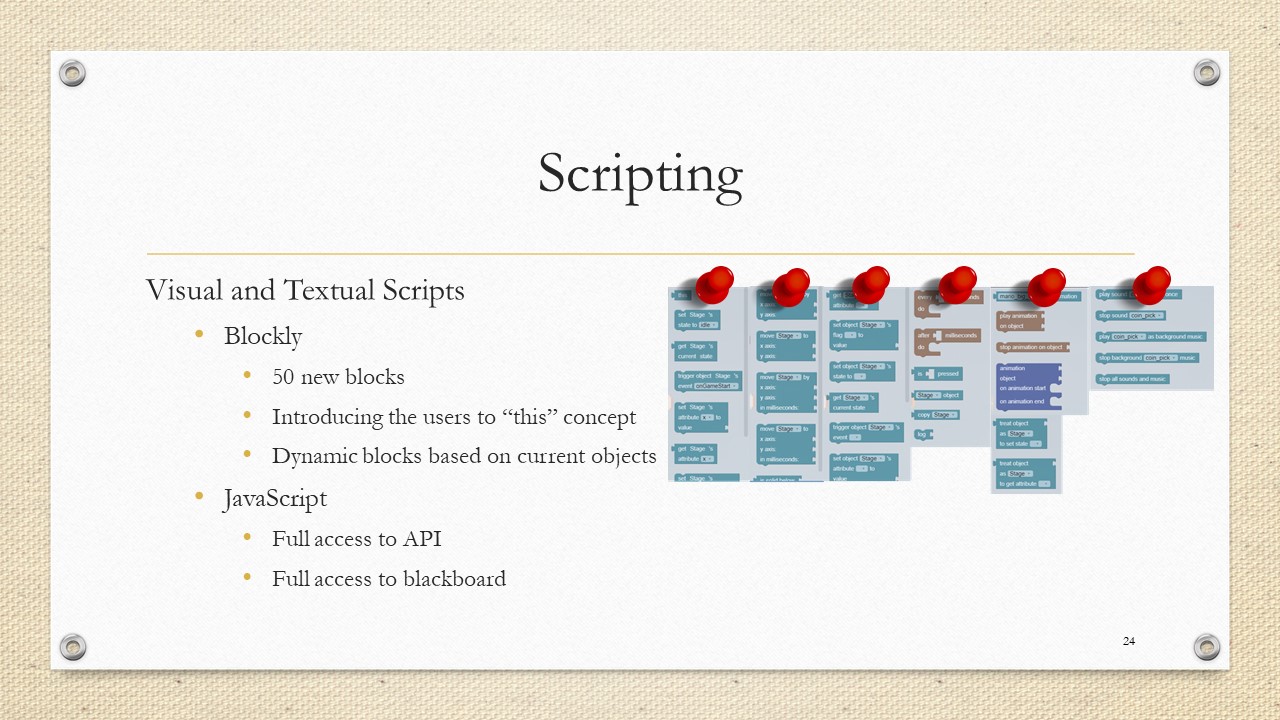 Scripting
Visual and Textual Scripts
Blockly
50 new blocks
Introducing the users to “this” concept
Dynamic blocks based on current objects
JavaScript
Full access to API
Full access to blackboard
set Stage 's
state to idle
get Stage 's
current state
trigger object Stage 's
event onGameStart
set Stage 's
attribute x to
value
get Stage 's
attribute x
set Stage 's
x axis:
y axis:
move Stage to
x axis:
y axis:
move Stage by
x axis:
y axis:
in milliseconds:
move Stage to
x axis:
y axis:
in milliseconds:
get
attribute
set object Stage 's
flag to
value
set object Stage 's
state to
get Stage 's
current state
trigger object Stage 's
event
set object Stage 's
attribute to
value
every
do
after milliseconds
do
is pressed
Stage object
copy Stage
log
play animation
on object
stop animation on object
animation
object
on animation start
on animation end
treat object
as Stage
to set state
treat object
as Stage
to get attribute
play sound
stop sound coin_pick
play coin_pick as background music
stop background coin_pick music
stop all sounds and music
24